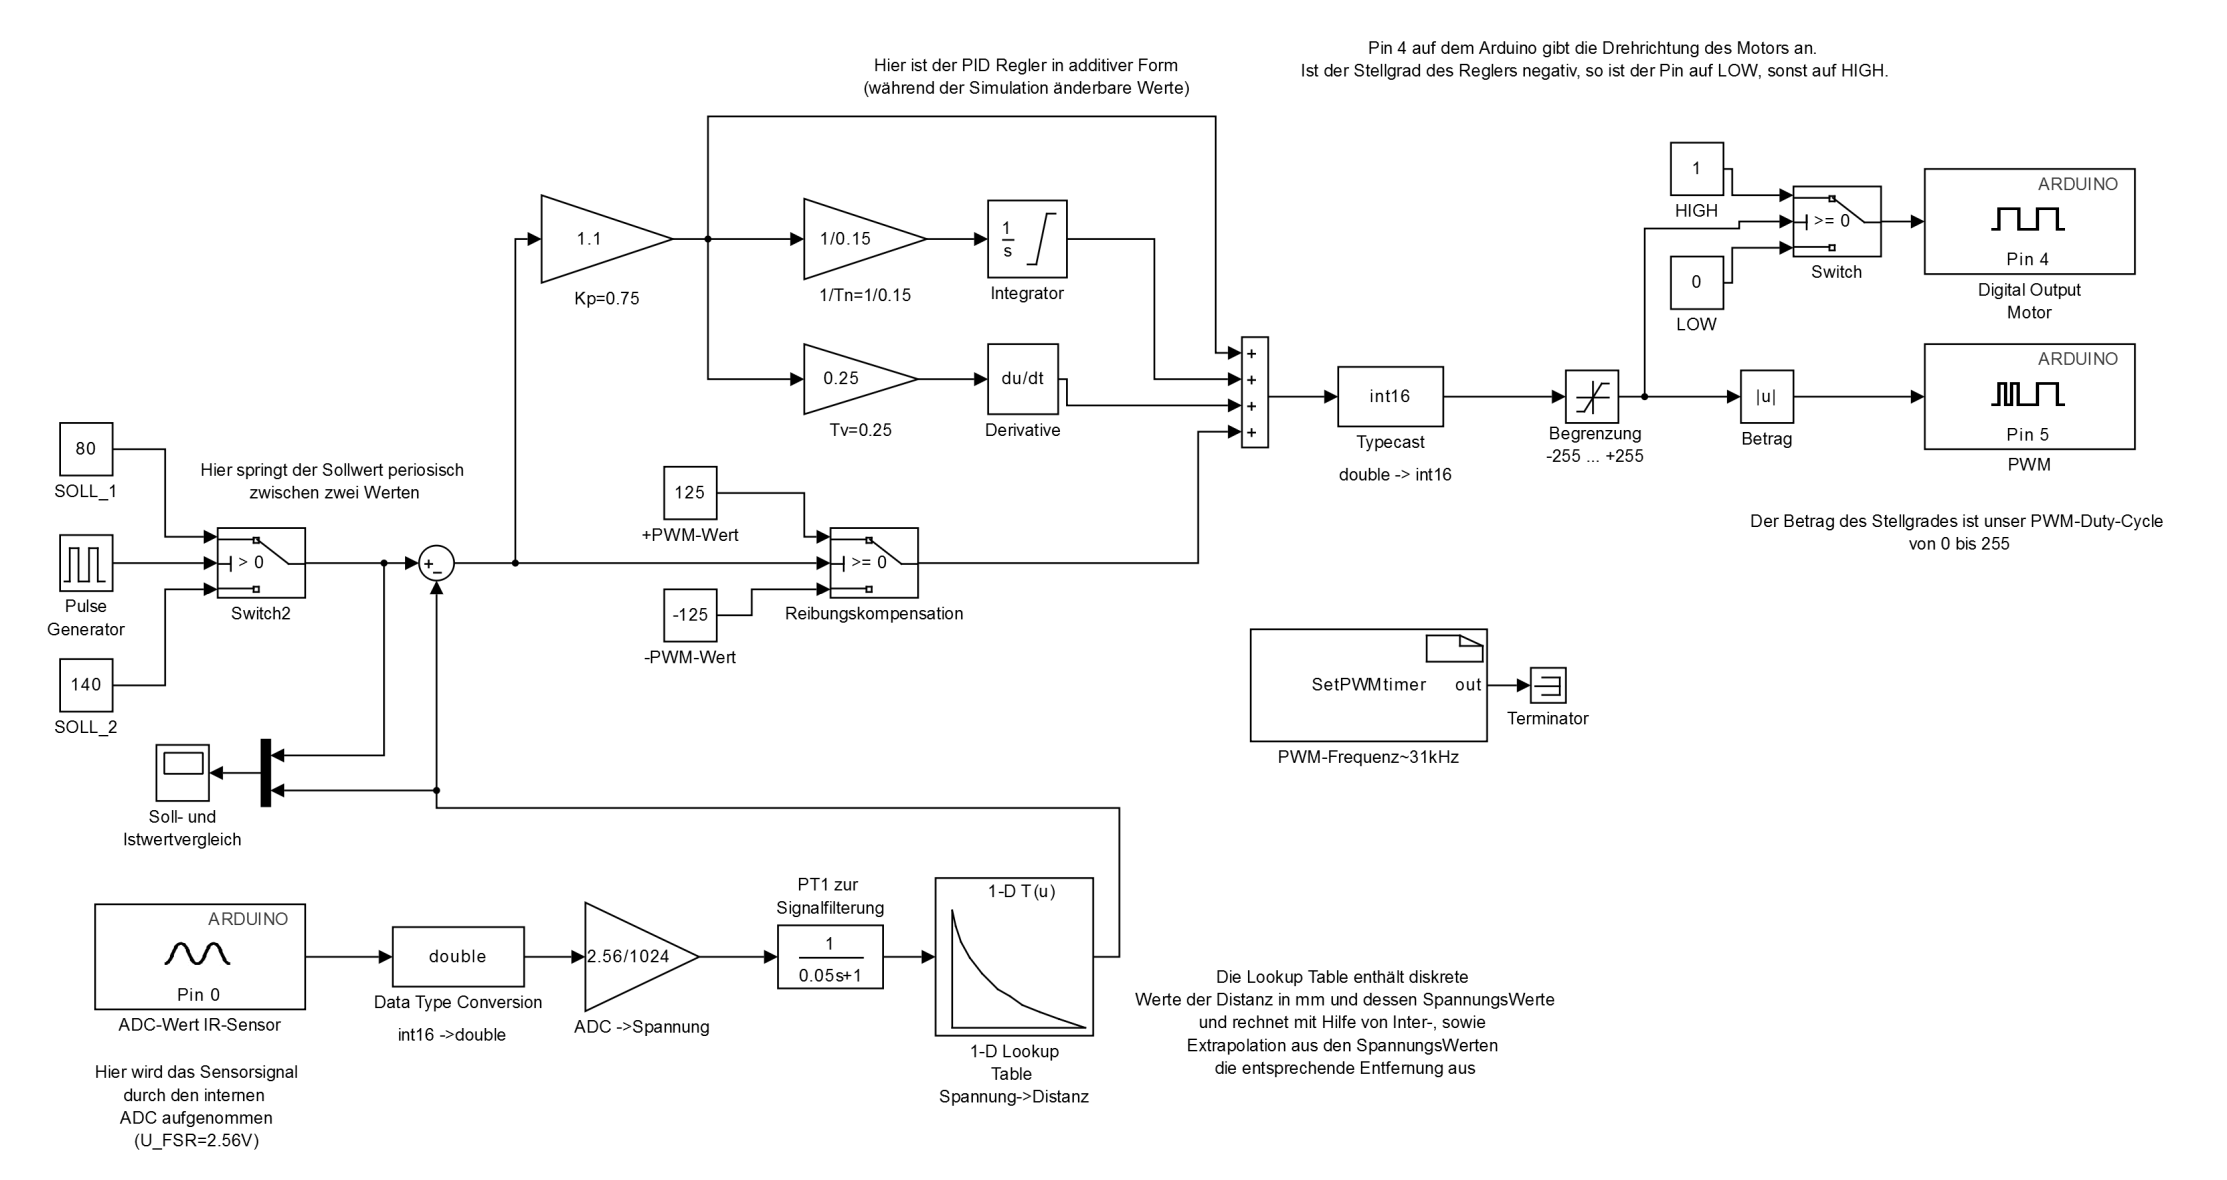 Pin 4 auf dem Arduino gibt die Drehrichtung des Motors an.
Ist der Stellgrad des Reglers negativ, so ist der Pin auf LOW, sonst auf HIGH.
Hier ist der PID Regler in additiver Form
(während der Simulation änderbare Werte)
1
HIGH
0
LOW
>= 0
Switch
ARDUINO
Pin 4
Digital Output
Motor
1.1
Kp=0.75
1/0.15
1/Tn=1/0.15
1
s
Integrator
0.25
Tv=0.25
du/dt
Derivative
+
+
+
+
int16
Typecast
double -> int16
Begrenzung
-255 ... +255
|u|
Betrag
ARDUINO
Pin 5
PWM
Der Betrag des Stellgrades ist unser PWM-Duty-Cycle
von 0 bis 255
80
SOLL_1
Hier springt der Sollwert periosisch
zwischen zwei Werten
Pulse
Generator
> 0
Switch2
140
SOLL_2
+
−
125
+PWM-Wert
-125
-PWM-Wert
>= 0
Reibungskompensation
SetPWMtimer
out
PWM-Frequenz~31kHz
Terminator
Soll- und
Istwertvergleich
ARDUINO
Pin 0
ADC-Wert IR-Sensor
Hier wird das Sensorsignal
durch den internen
ADC aufgenommen
(U_FSR=2.56V)
double
Data Type Conversion
int16 ->double
2.56/1024
ADC ->Spannung
PT1 zur
Signalfilterung
1
0.05s+1
1-D T(u)
1-D Lookup
Table
Spannung->Distanz
Die Lookup Table enthält diskrete
Werte der Distanz in mm und dessen SpannungsWerte
und rechnet mit Hilfe von Inter-, sowie
Extrapolation aus den SpannungsWerten
die entsprechende Entfernung aus